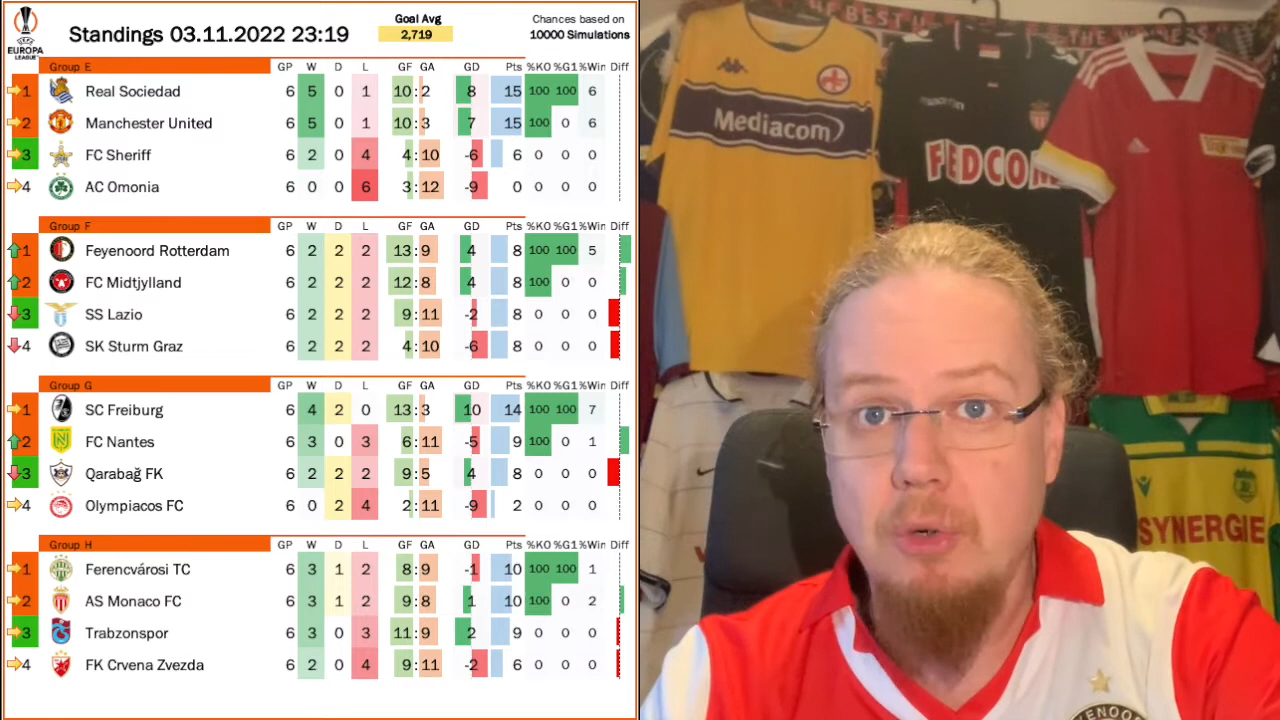 UEFA
EUROPA
LEAGUE
Standings 03.11.2022 23:19
Goal Avg
2,719
Chances based on
10000 Simulations
Group E GP W D L GF GA GD Pts %KO %G1 %Win Diff
1 Real Sociedad 6 5 0 1 10 : 2 8 15 100 100 6
2 Manchester United 6 5 0 1 10 : 3 7 15 100 0 6
3 FC Sheriff 6 2 0 4 4 : 10 -6 6 0 0 0
4 AC Omonia 6 0 0 6 3 : 12 -9 0 0 0 0
Group F GP W D L GF GA GD Pts %KO %G1 %Win Diff
1 Feyenoord Rotterdam 6 2 2 2 13 : 9 4 8 100 100 5
2 FC Midtjylland 6 2 2 2 12 : 8 4 8 100 0 0
3 SS Lazio 6 2 2 2 9 : 11 -2 8 0 0 0
4 SK Sturm Graz 6 2 2 2 4 : 10 -6 8 0 0 0
Group G GP W D L GF GA GD Pts %KO %G1 %Win Diff
1 SC Freiburg 6 4 2 0 13 : 3 10 14 100 100 7
2 FC Nantes 6 3 0 3 6 : 11 -5 9 100 0 1
3 Qarabağ FK 6 2 2 2 9 : 5 4 8 0 0 0
4 Olympiacos FC 6 0 2 4 2 : 11 -9 2 0 0 0
Group H GP W D L GF GA GD Pts %KO %G1 %Win Diff
1 Ferencvárosi TC 6 3 1 2 8 : 9 -1 10 100 100 1
2 AS Monaco FC 6 3 1 2 9 : 8 1 10 100 0 2
3 Trabzonspor 6 3 0 3 11 : 9 2 9 0 0 0
4 FK Crvena Zvezda 6 2 0 4 9 : 11 -2 6 0 0 0
THE BEST
THE WINNERS
Mediacom
FEDCOM
SYNERGIE